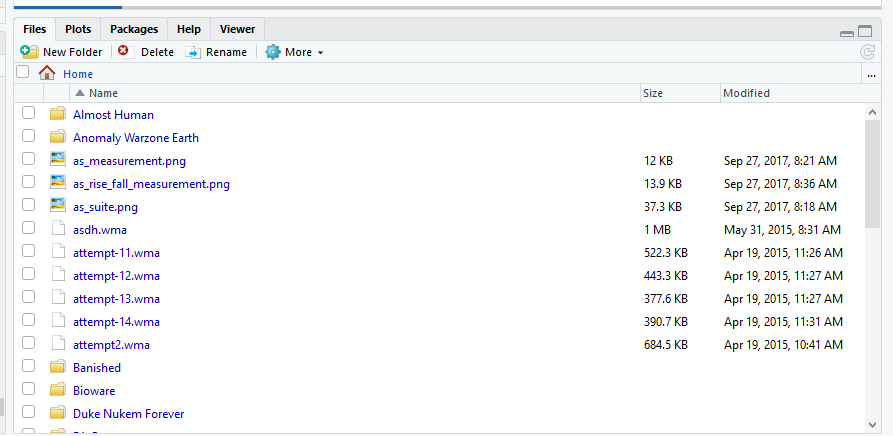 Files Plots Packages Help Viewer
New Folder Delete Rename More
Home ...
Name Size Modified
Almost Human
Anomaly Warzone Earth
as_measurement.png 12 KB Sep 27, 2017, 8:21 AM
as_rise_fall_measurement.png 13.9 KB Sep 27, 2017, 8:36 AM
as_suite.png 37.3 KB Sep 27, 2017, 8:18 AM
asdh.wma 1 MB May 31, 2015, 8:31 AM
attempt-11.wma 522.3 KB Apr 19, 2015, 11:26 AM
attempt-12.wma 443.3 KB Apr 19, 2015, 11:27 AM
attempt-13.wma 377.6 KB Apr 19, 2015, 11:27 AM
attempt-14.wma 390.7 KB Apr 19, 2015, 11:31 AM
attempt2.wma 684.5 KB Apr 19, 2015, 10:41 AM
Banished
Bioware
Duke Nukem Forever